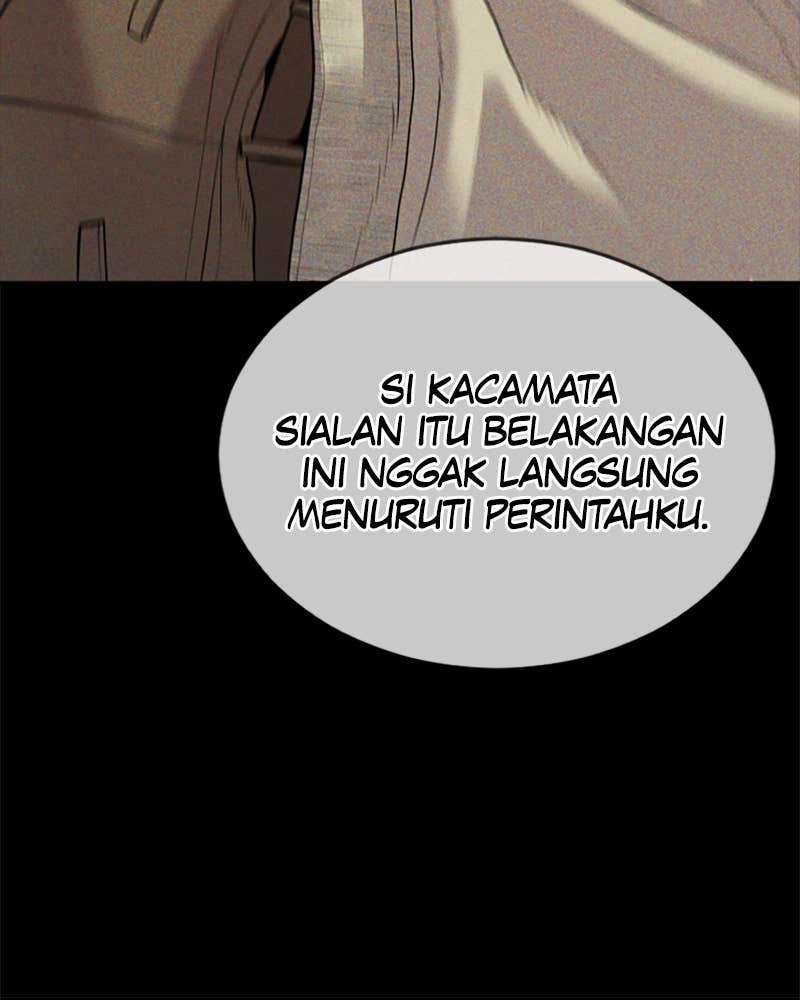 SI KACAMATA
SIALAN ITU BELAKANGAN
INI NGGAK LANGSUNG
MENURUTI PERINTAHKU.